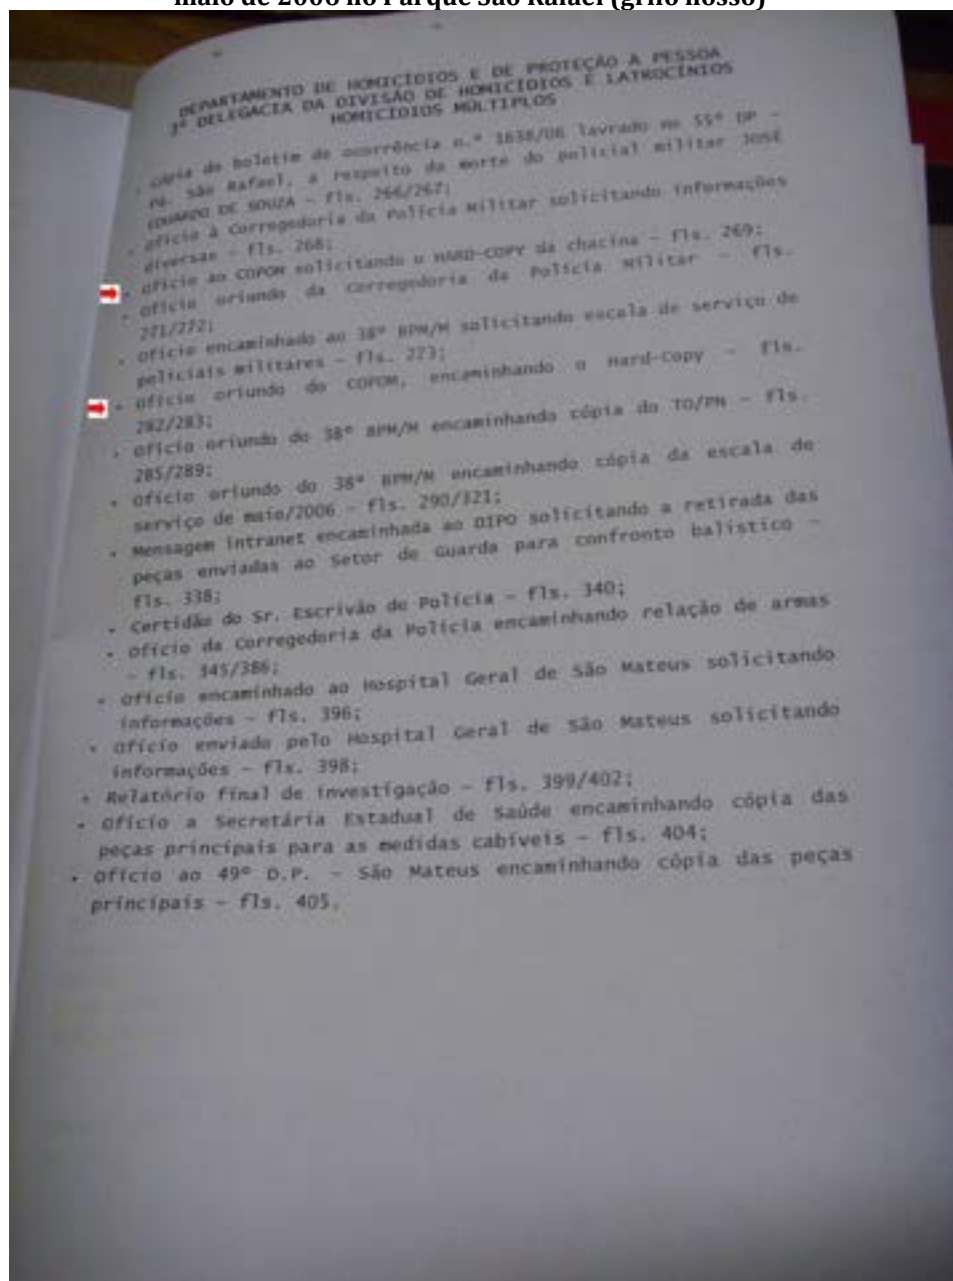 maio de 2006 no Parque São Rafael (grifo nosso)
DEPARTAMENTO DE HOMICÍDIOS E DE PROTEÇÃO A PESSOA
3ª DELEGACIA DA DIVISÃO DE HOMICÍDIOS E LATROCÍNIOS
HOMICÍDIOS MÚLTIPLOS
• Cópia do boletim de ocorrência n.º 1638/06 lavrado no 55º DP –
Pq. São Rafael, a respeito da morte do policial militar JOSÉ
EDUARDO DE SOUZA – fls. 266/267;
• Ofício à Corregedoria da Polícia Militar solicitando informações
diversas – fls. 268;
• Ofício ao COPOM solicitando o HARD-COPY da chacina – fls. 269;
• Ofício oriundo da Corregedoria da Polícia Militar – fls.
271/272;
• Ofício encaminhado ao 38º BPM/M solicitando escala de serviço de
policiais militares – fls. 273;
• Ofício oriundo do COPOM, encaminhando o Hard-Copy – fls.
282/283;
• Ofício oriundo do 38º BPM/M encaminhando cópia do TO/PM – fls.
285/289;
• Ofício oriundo do 38º BPM/M encaminhando cópia da escala de
serviço de maio/2006 – fls. 290/321;
• Mensagem intranet encaminhada ao DIPO solicitando a retirada das
peças enviadas ao Setor de Guarda para confronto balístico –
fls. 338;
• Certidão do Sr. Escrivão de Polícia – fls. 340;
• Ofício da Corregedoria da Polícia encaminhando relação de armas
– fls. 345/386;
• Ofício encaminhado ao Hospital Geral de São Mateus solicitando
informações – fls. 396;
• Ofício enviado pelo Hospital Geral de São Mateus solicitando
informações – fls. 398;
• Relatório final de investigação – fls. 399/402;
• Ofício a Secretária Estadual de Saúde encaminhando cópia das
peças principais para as medidas cabíveis – fls. 404;
• Ofício ao 49º D.P. – São Mateus encaminhando cópia das peças
principais – fls. 405.